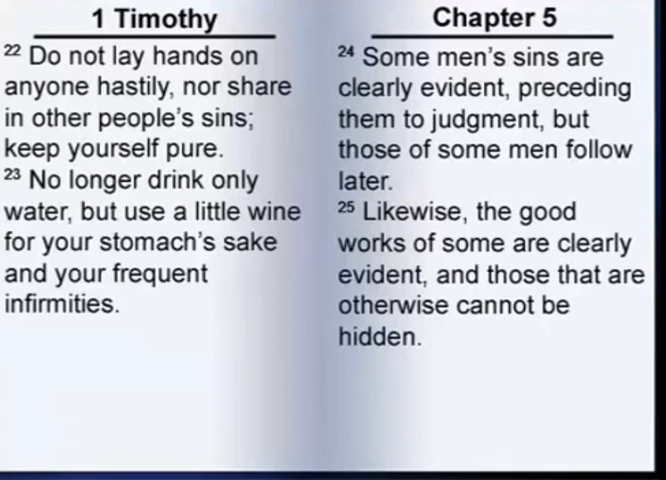 1 Timothy
22 Do not lay hands on
anyone hastily, nor share
in other people's sins;
keep yourself pure.
23 No longer drink only
water, but use a little wine
for your stomach's sake
and your frequent
infirmities.
Chapter 5
24 Some men's sins are
clearly evident, preceding
them to judgment, but
those of some men follow
later.
25 Likewise, the good
works of some are clearly
evident, and those that are
otherwise cannot be
hidden.